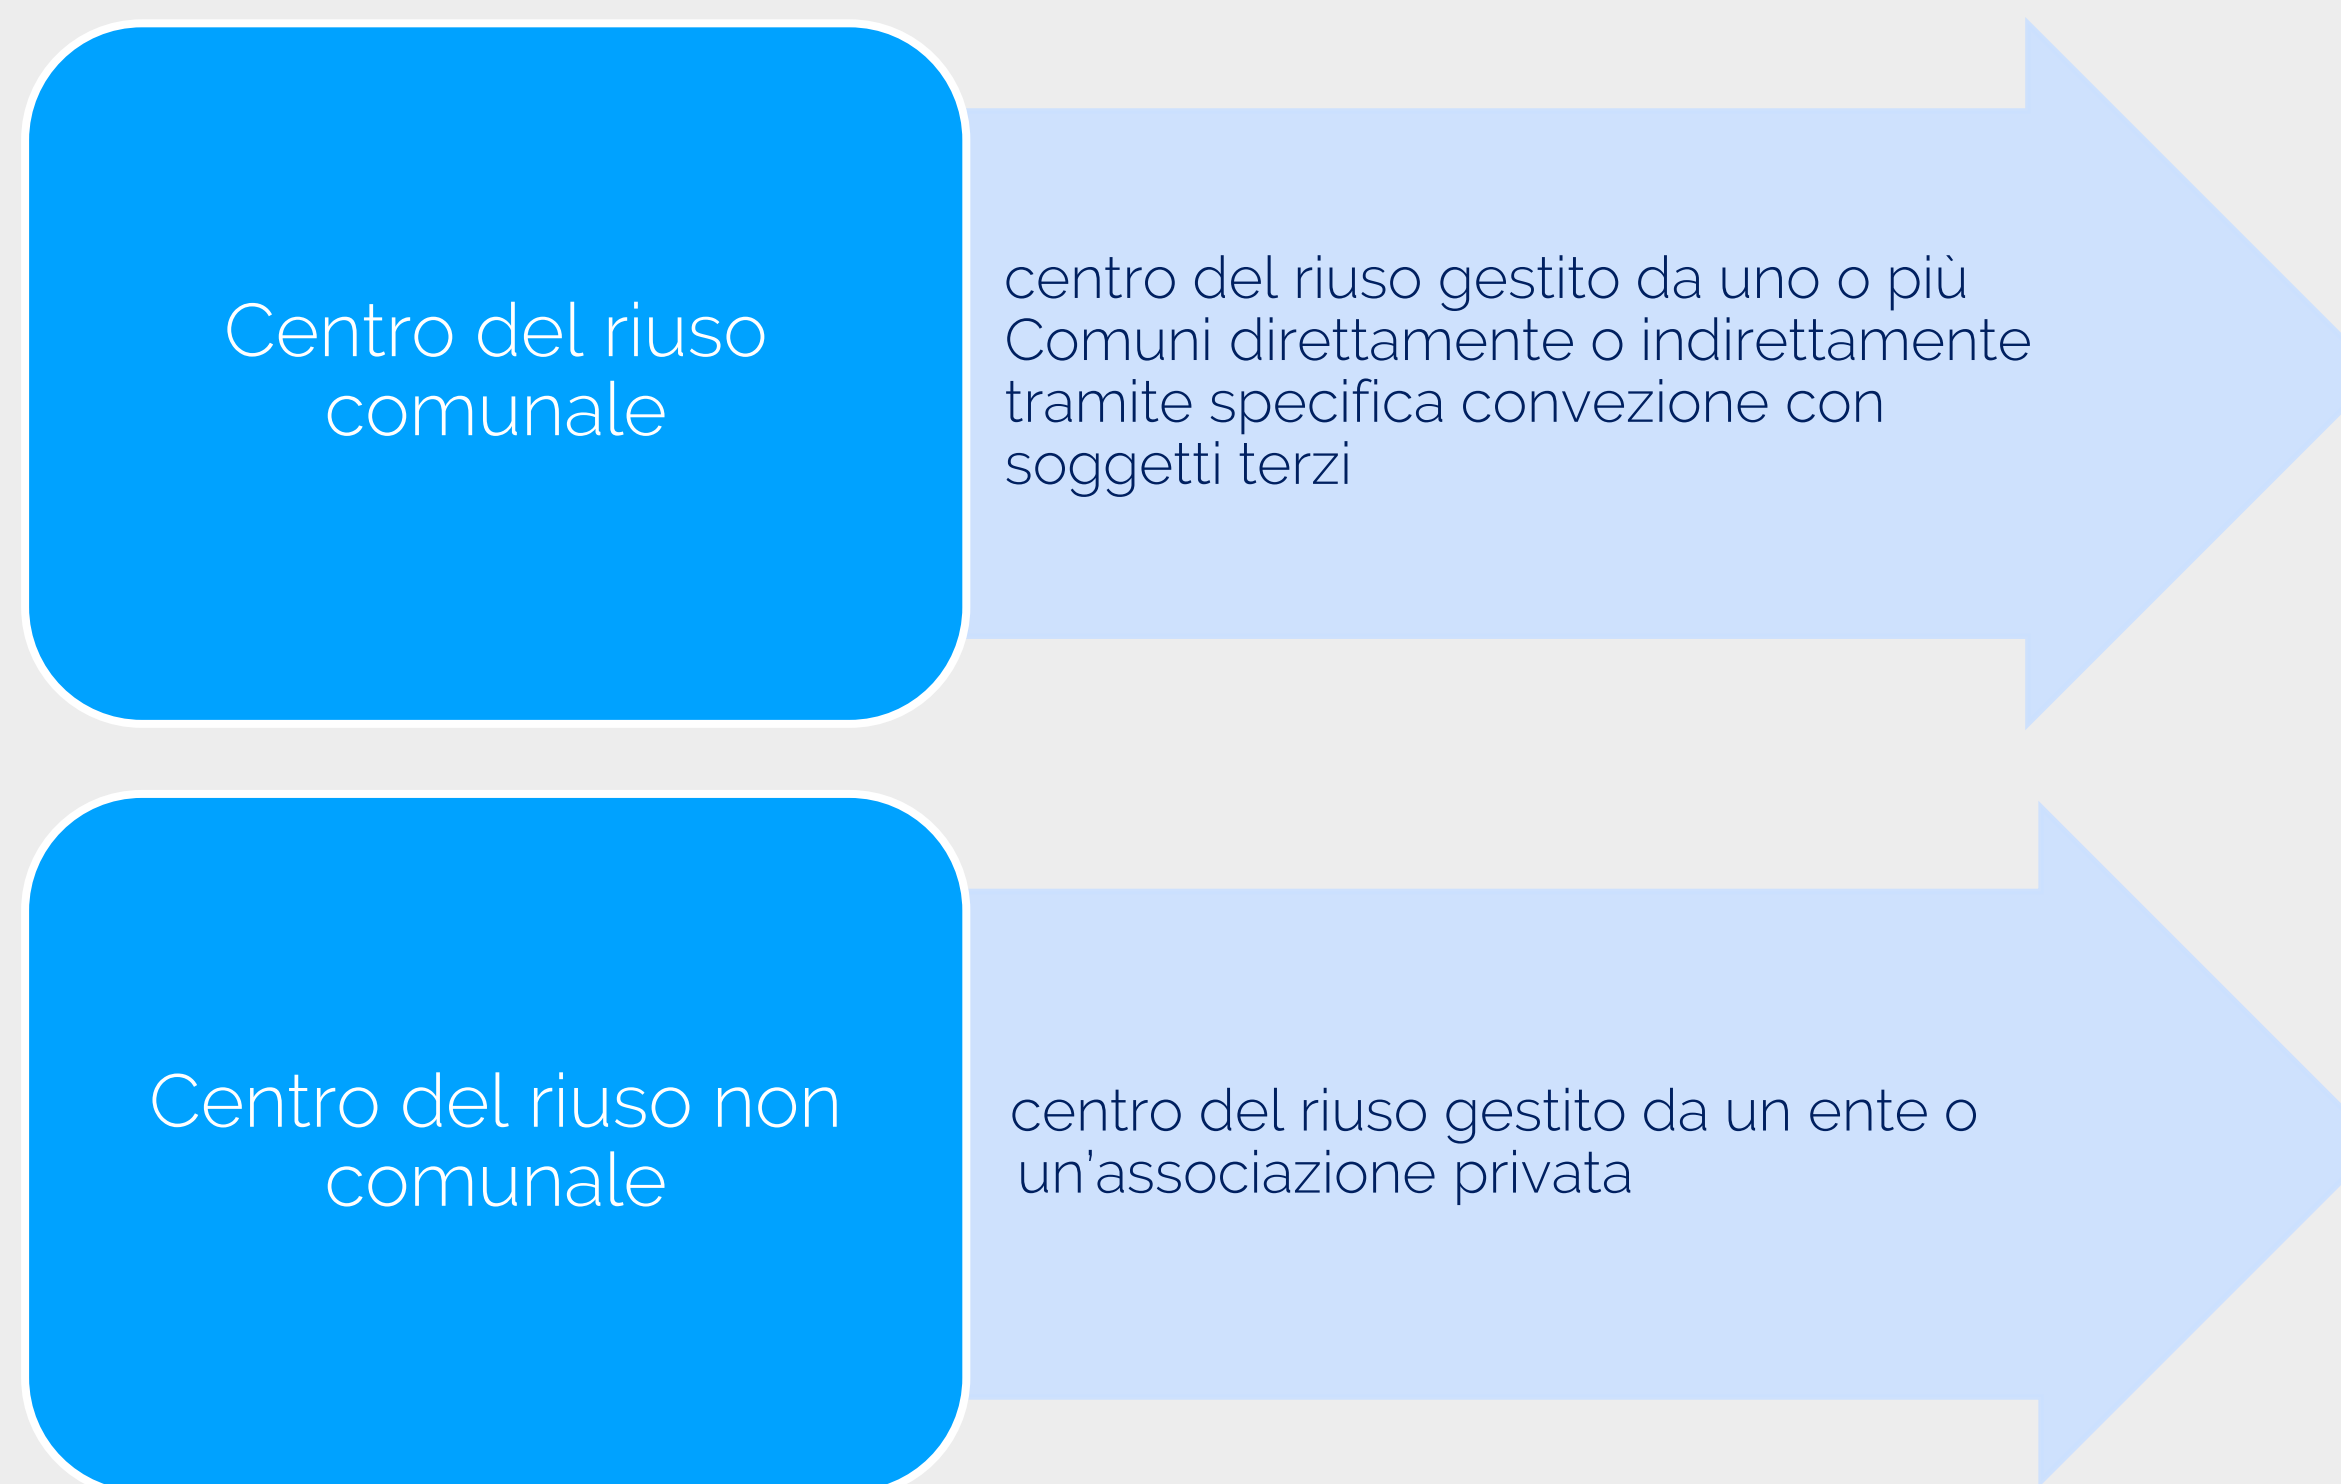 Centro del riuso
comunale
centro del riuso gestito da uno o più
Comuni direttamente o indirettamente
tramite specifica convezione con
soggetti terzi
Centro del riuso non
comunale
centro del riuso gestito da un ente o
un'associazione privata